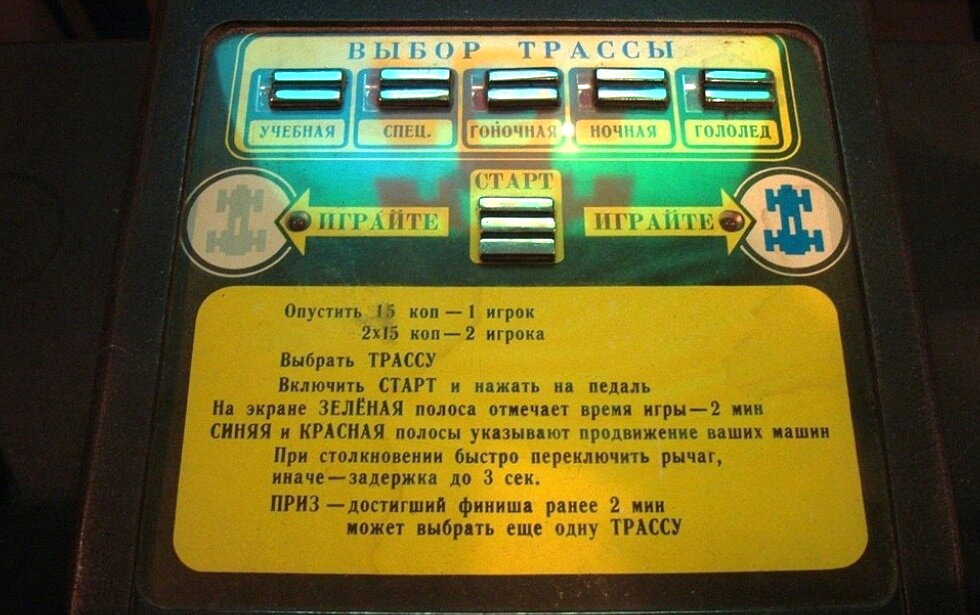 ВЫБОР ТРАССЫ
УЧЕБНАЯ СПЕЦ. ГОНОЧНАЯ НОЧНАЯ ГОЛОЛЕД
СТАРТ
ИГРАЙТЕ ИГРАЙТЕ
Опустить 15 коп — 1 игрок
2х15 коп — 2 игрока
Выбрать ТРАССУ
Включить СТАРТ и нажать на педаль
На экране ЗЕЛЁНАЯ полоса отмечает время игры — 2 мин
СИНЯЯ и КРАСНАЯ полосы указывают продвижение ваших машин
При столкновении быстро переключить рычаг,
иначе — задержка до 3 сек.
ПРИЗ — достигший финиша ранее 2 мин
может выбрать еще одну ТРАССУ